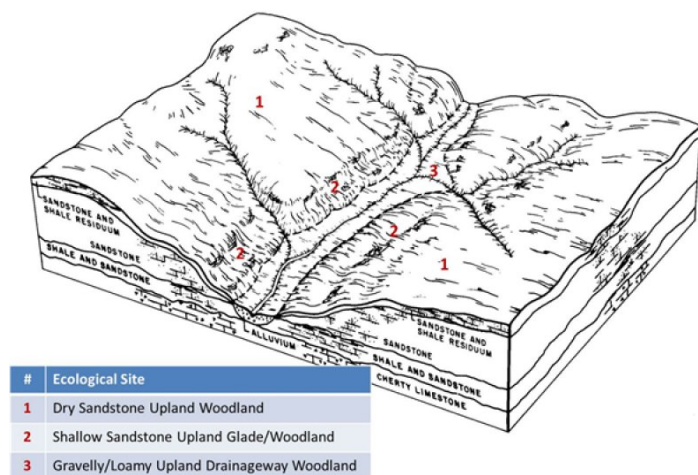 1
2
3
2
2
1
SANDSTONE AND
SHALE RESIDUUM
SANDSTONE
SHALE AND SANDSTONE
ALLUVIUM
SANDSTONE AND
SHALE RESIDUUM
SANDSTONE
SHALE AND SANDSTONE
CHERTY LIMESTONE
# Ecological Site
1 Dry Sandstone Upland Woodland
2 Shallow Sandstone Upland Glade/Woodland
3 Gravelly/Loamy Upland Drainageway Woodland